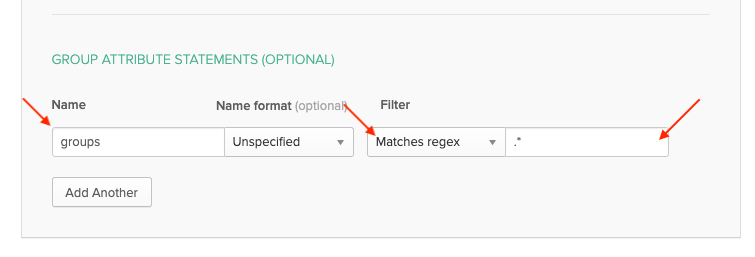 GROUP ATTRIBUTE STATEMENTS (OPTIONAL)
Name Name format (optional) Filter
groups Unspecified Matches regex .*
Add Another